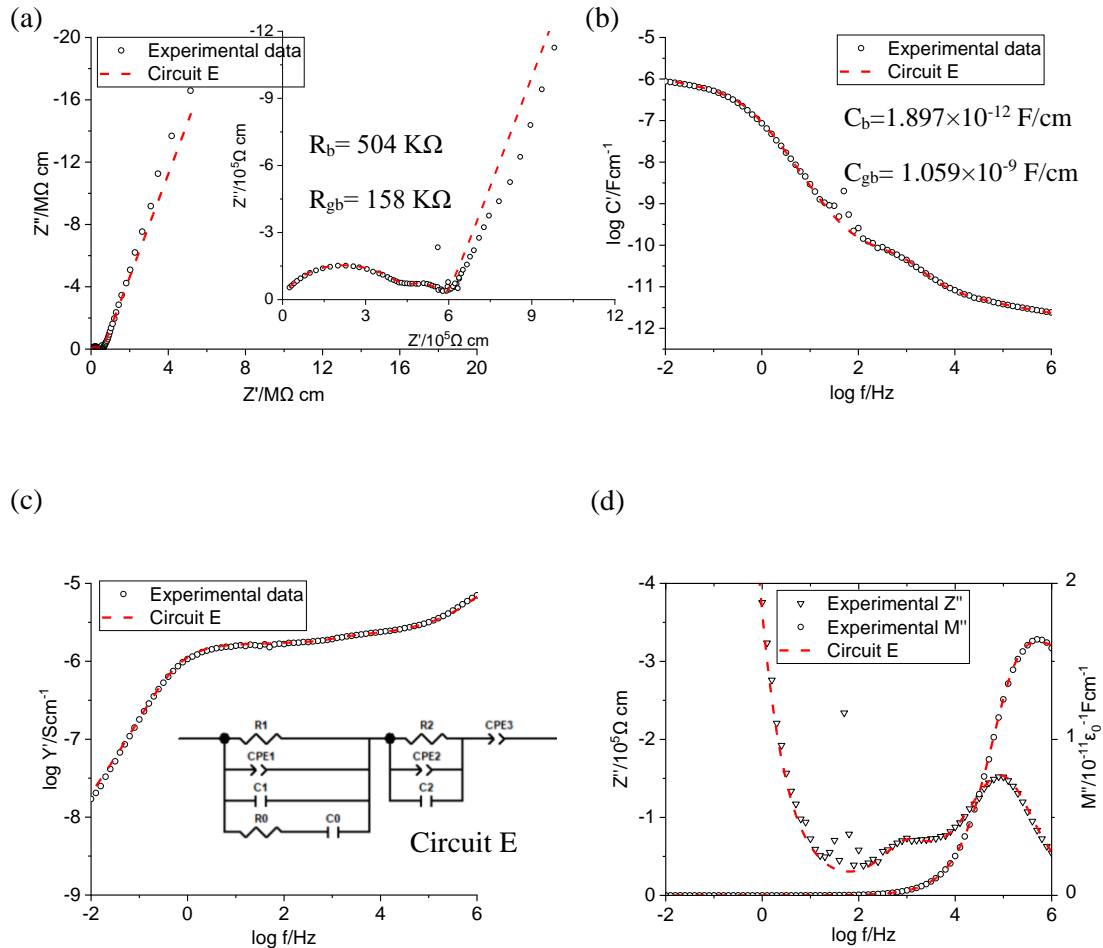 (a)
-20
-16
-12
-8
-4
0
Z''/MΩ cm
0 2 4 6 8 10 12 14 16 18 20
Z'/MΩ cm
Experimental data
Circuit E
-12
-9
-6
-3
0
Z''/10⁵Ω cm
0 3 6 9 12
Z'/10⁵Ω cm
R_b= 504 KΩ
R_gb= 158 KΩ
(b)
-5
-6
-7
-8
-9
-10
-11
-12
log C'/Fcm⁻¹
-2 0 2 4 6
log f/Hz
Experimental data
Circuit E
C_b=1.897×10⁻¹² F/cm
C_gb= 1.059×10⁻⁹ F/cm
(c)
-5
-6
-7
-8
-9
log Y'/Scm⁻¹
-2 0 2 4 6
log f/Hz
Experimental data
Circuit E
R1
CPE1
C1
R0 C0
R2
CPE2
C2
CPE3
Circuit E
(d)
-4
-3
-2
-1
0
Z''/10⁵Ω cm
-2 0 2 4 6
log f/Hz
2
1
0
M''/10⁻¹¹ε₀⁻¹Fcm⁻¹
Experimental Z''
Experimental M''
Circuit E